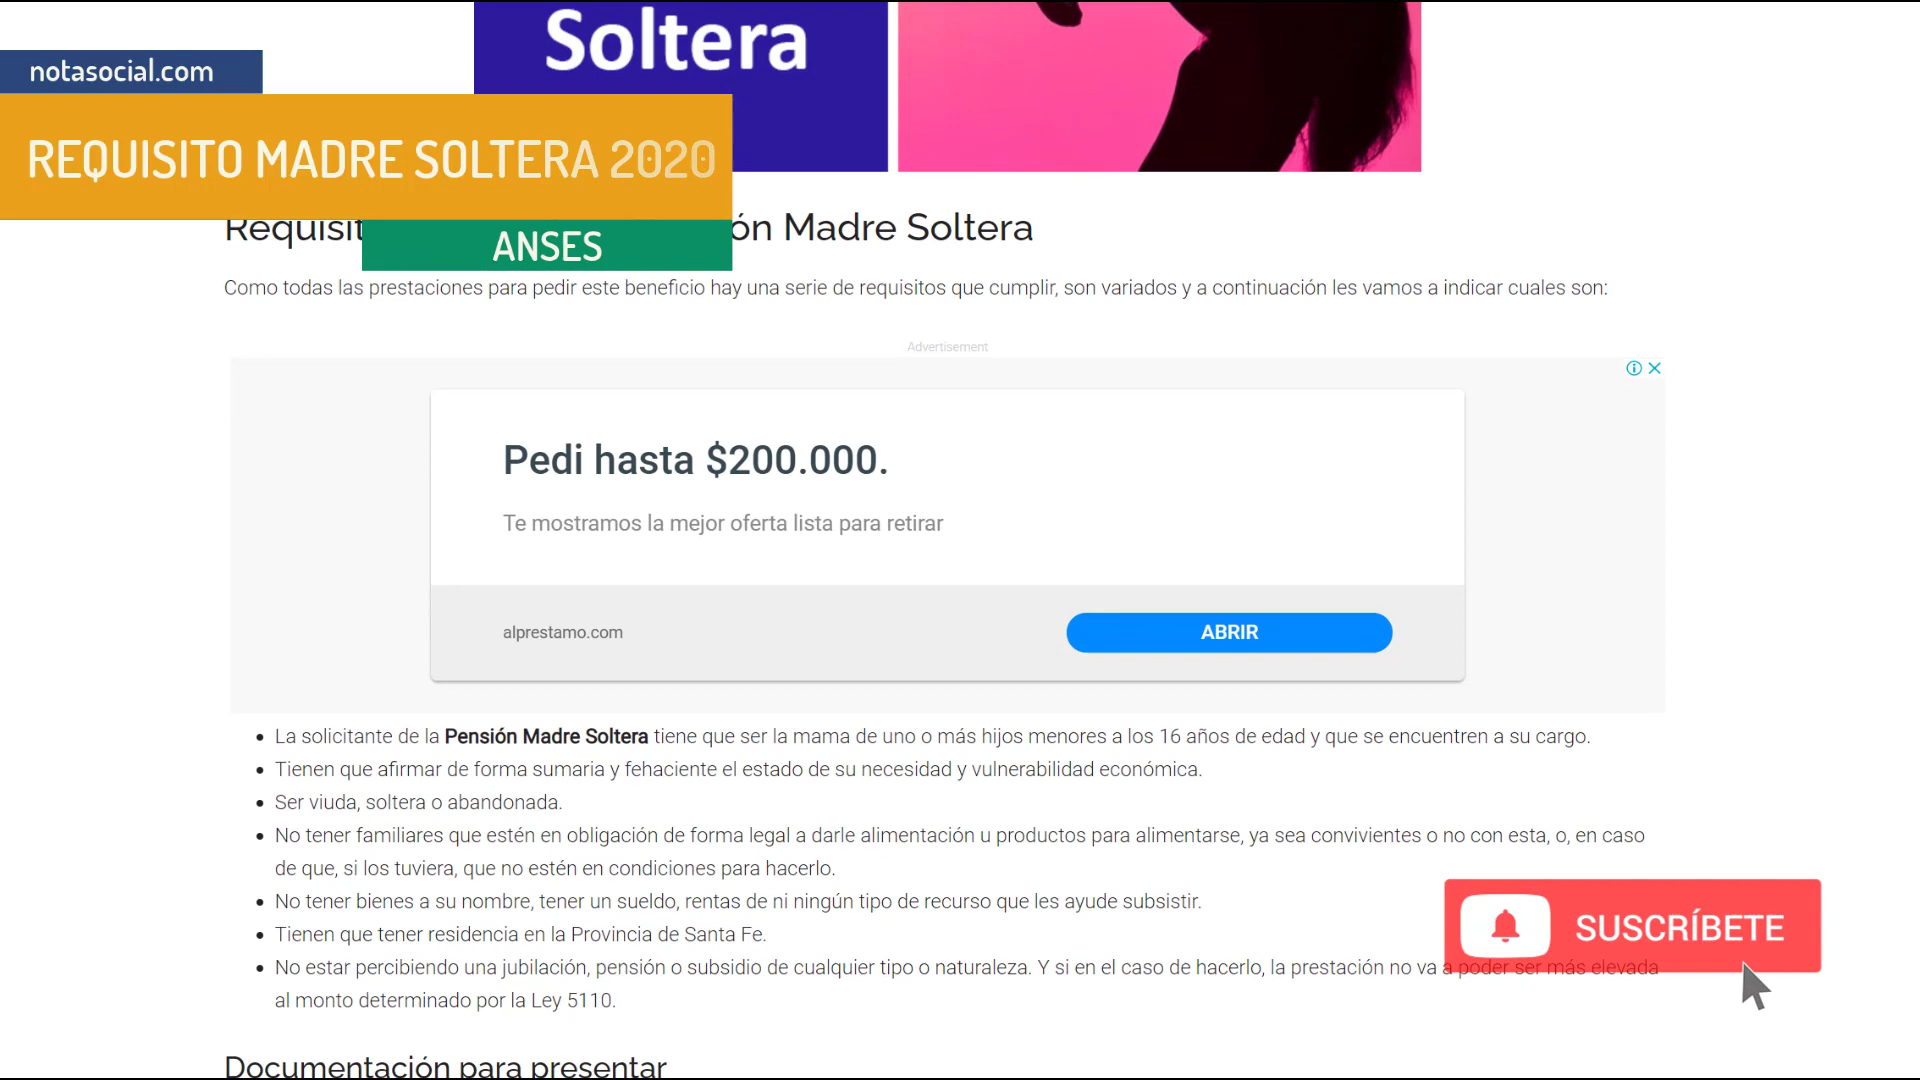 Soltera
notasocial.com
REQUISITO MADRE SOLTERA 2020
ANSES
Requisit
ón Madre Soltera
Como todas las prestaciones para pedir este beneficio hay una serie de requisitos que cumplir, son variados y a continuación les vamos a indicar cuales son:
Advertisement
Pedi hasta $200.000.
Te mostramos la mejor oferta lista para retirar
alprestamo.com
ABRIR
La solicitante de la Pensión Madre Soltera tiene que ser la mama de uno o más hijos menores a los 16 años de edad y que se encuentren a su cargo.
Tienen que afirmar de forma sumaria y fehaciente el estado de su necesidad y vulnerabilidad económica.
Ser viuda, soltera o abandonada.
No tener familiares que estén en obligación de forma legal a darle alimentación u productos para alimentarse, ya sea convivientes o no con esta, o, en caso
de que, si los tuviera, que no estén en condiciones para hacerlo.
No tener bienes a su nombre, tener un sueldo, rentas de ni ningún tipo de recurso que les ayude subsistir.
Tienen que tener residencia en la Provincia de Santa Fe.
SUSCRÍBETE
No estar percibiendo una jubilación, pensión o subsidio de cualquier tipo o naturaleza. Y si en el caso de hacerlo, la prestación no va a poder ser más elevada
al monto determinado por la Ley 5110.
Documentación para presentar